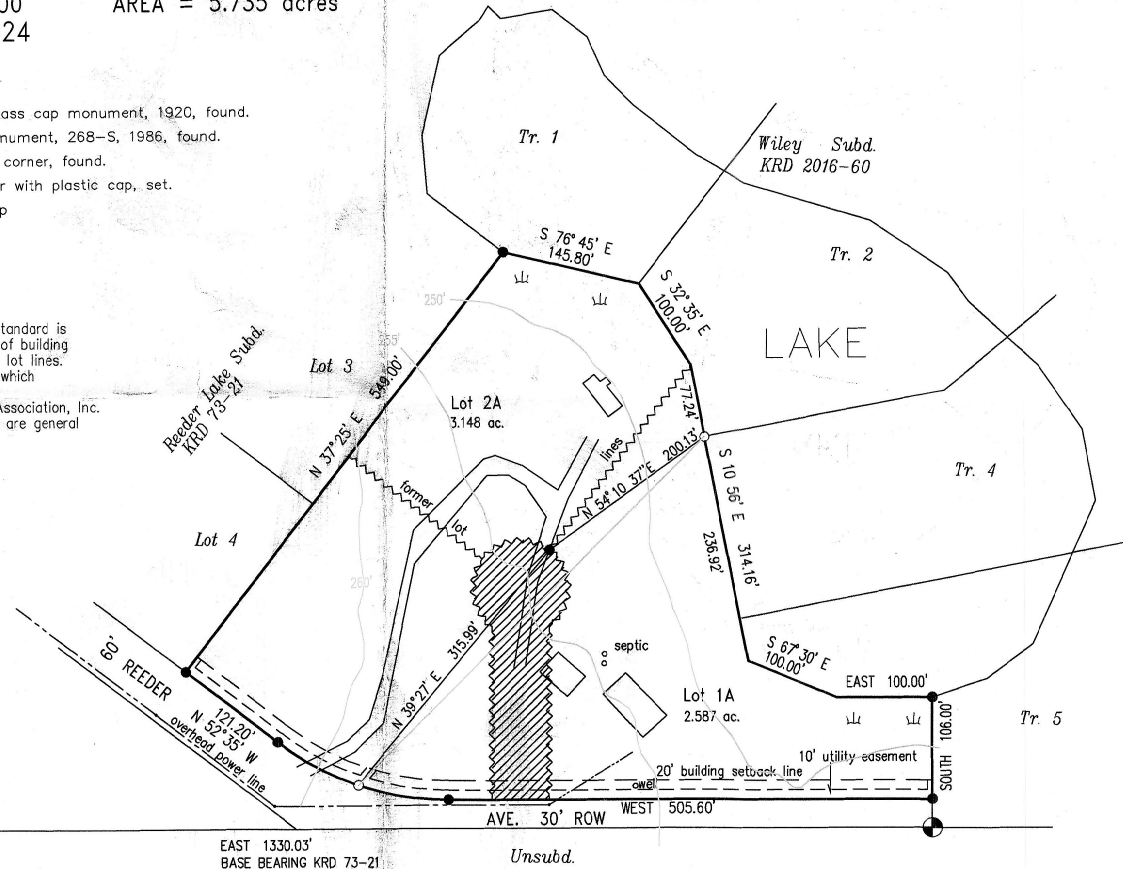 AREA = 5.735 acres
24
ass cap monument, 1920, found.
nument, 268-S, 1986, found.
corner, found.
r with plastic cap, set.
p
tandard is
of building
lot lines.
which
Association, Inc.
are general
Tr. 1
Wiley Subd.
KRD 2016-60
Tr. 2
S 76° 45' E
145.80'
S 32° 35' E
100.00'
LAKE
250'
255'
Lot 3
Reeder Lake Subd.
KRD 73-21
N 37° 25' E 549.00'
Lot 2A
3.148 ac.
77.24'
lines
N 54° 10 37"E 200.13'
S 10 56' E 314.16'
236.92'
Tr. 4
former
lot
Lot 4
260'
N 39° 27' E 315.99'
septic
S 67° 30' E
100.00'
EAST 100.00'
Lot 1A
2.587 ac.
Tr. 5
SOUTH 106.00'
60' REEDER
121.20'
N 52° 35' W
overhead power line
10' utility easement
20' building setback line
well
WEST 505.60'
AVE. 30' ROW
EAST 1330.03'
BASE BEARING KRD 73-21
Unsubd.